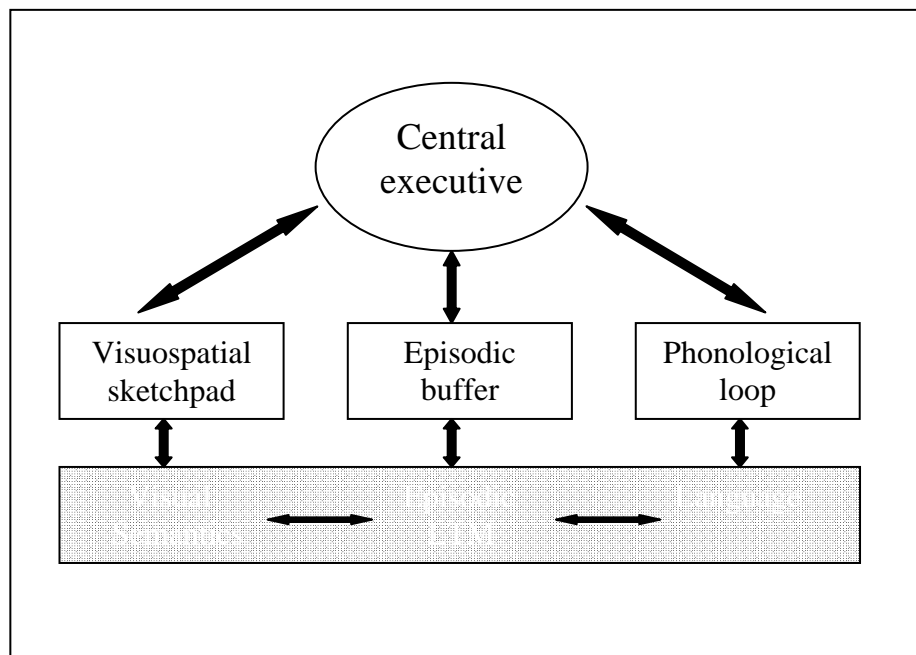 Central
executive
Visuospatial
sketchpad
Episodic
buffer
Phonological
loop
Visual
Semantics
Episodic
LTM
Language